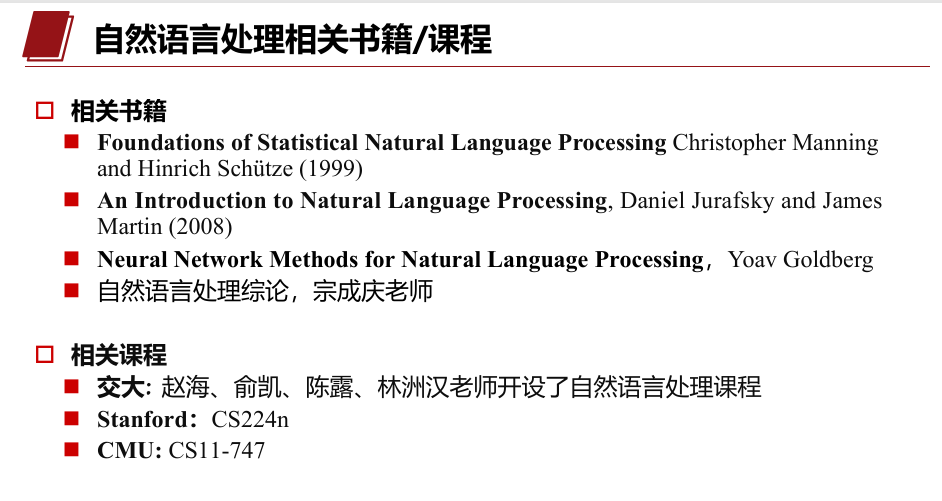 自然语言处理相关书籍/课程
相关书籍
Foundations of Statistical Natural Language Processing Christopher Manning
and Hinrich Schütze (1999)
An Introduction to Natural Language Processing, Daniel Jurafsky and James
Martin (2008)
Neural Network Methods for Natural Language Processing，Yoav Goldberg
自然语言处理综论，宗成庆老师
相关课程
交大: 赵海、俞凯、陈露、林洲汉老师开设了自然语言处理课程
Stanford：CS224n
CMU: CS11-747